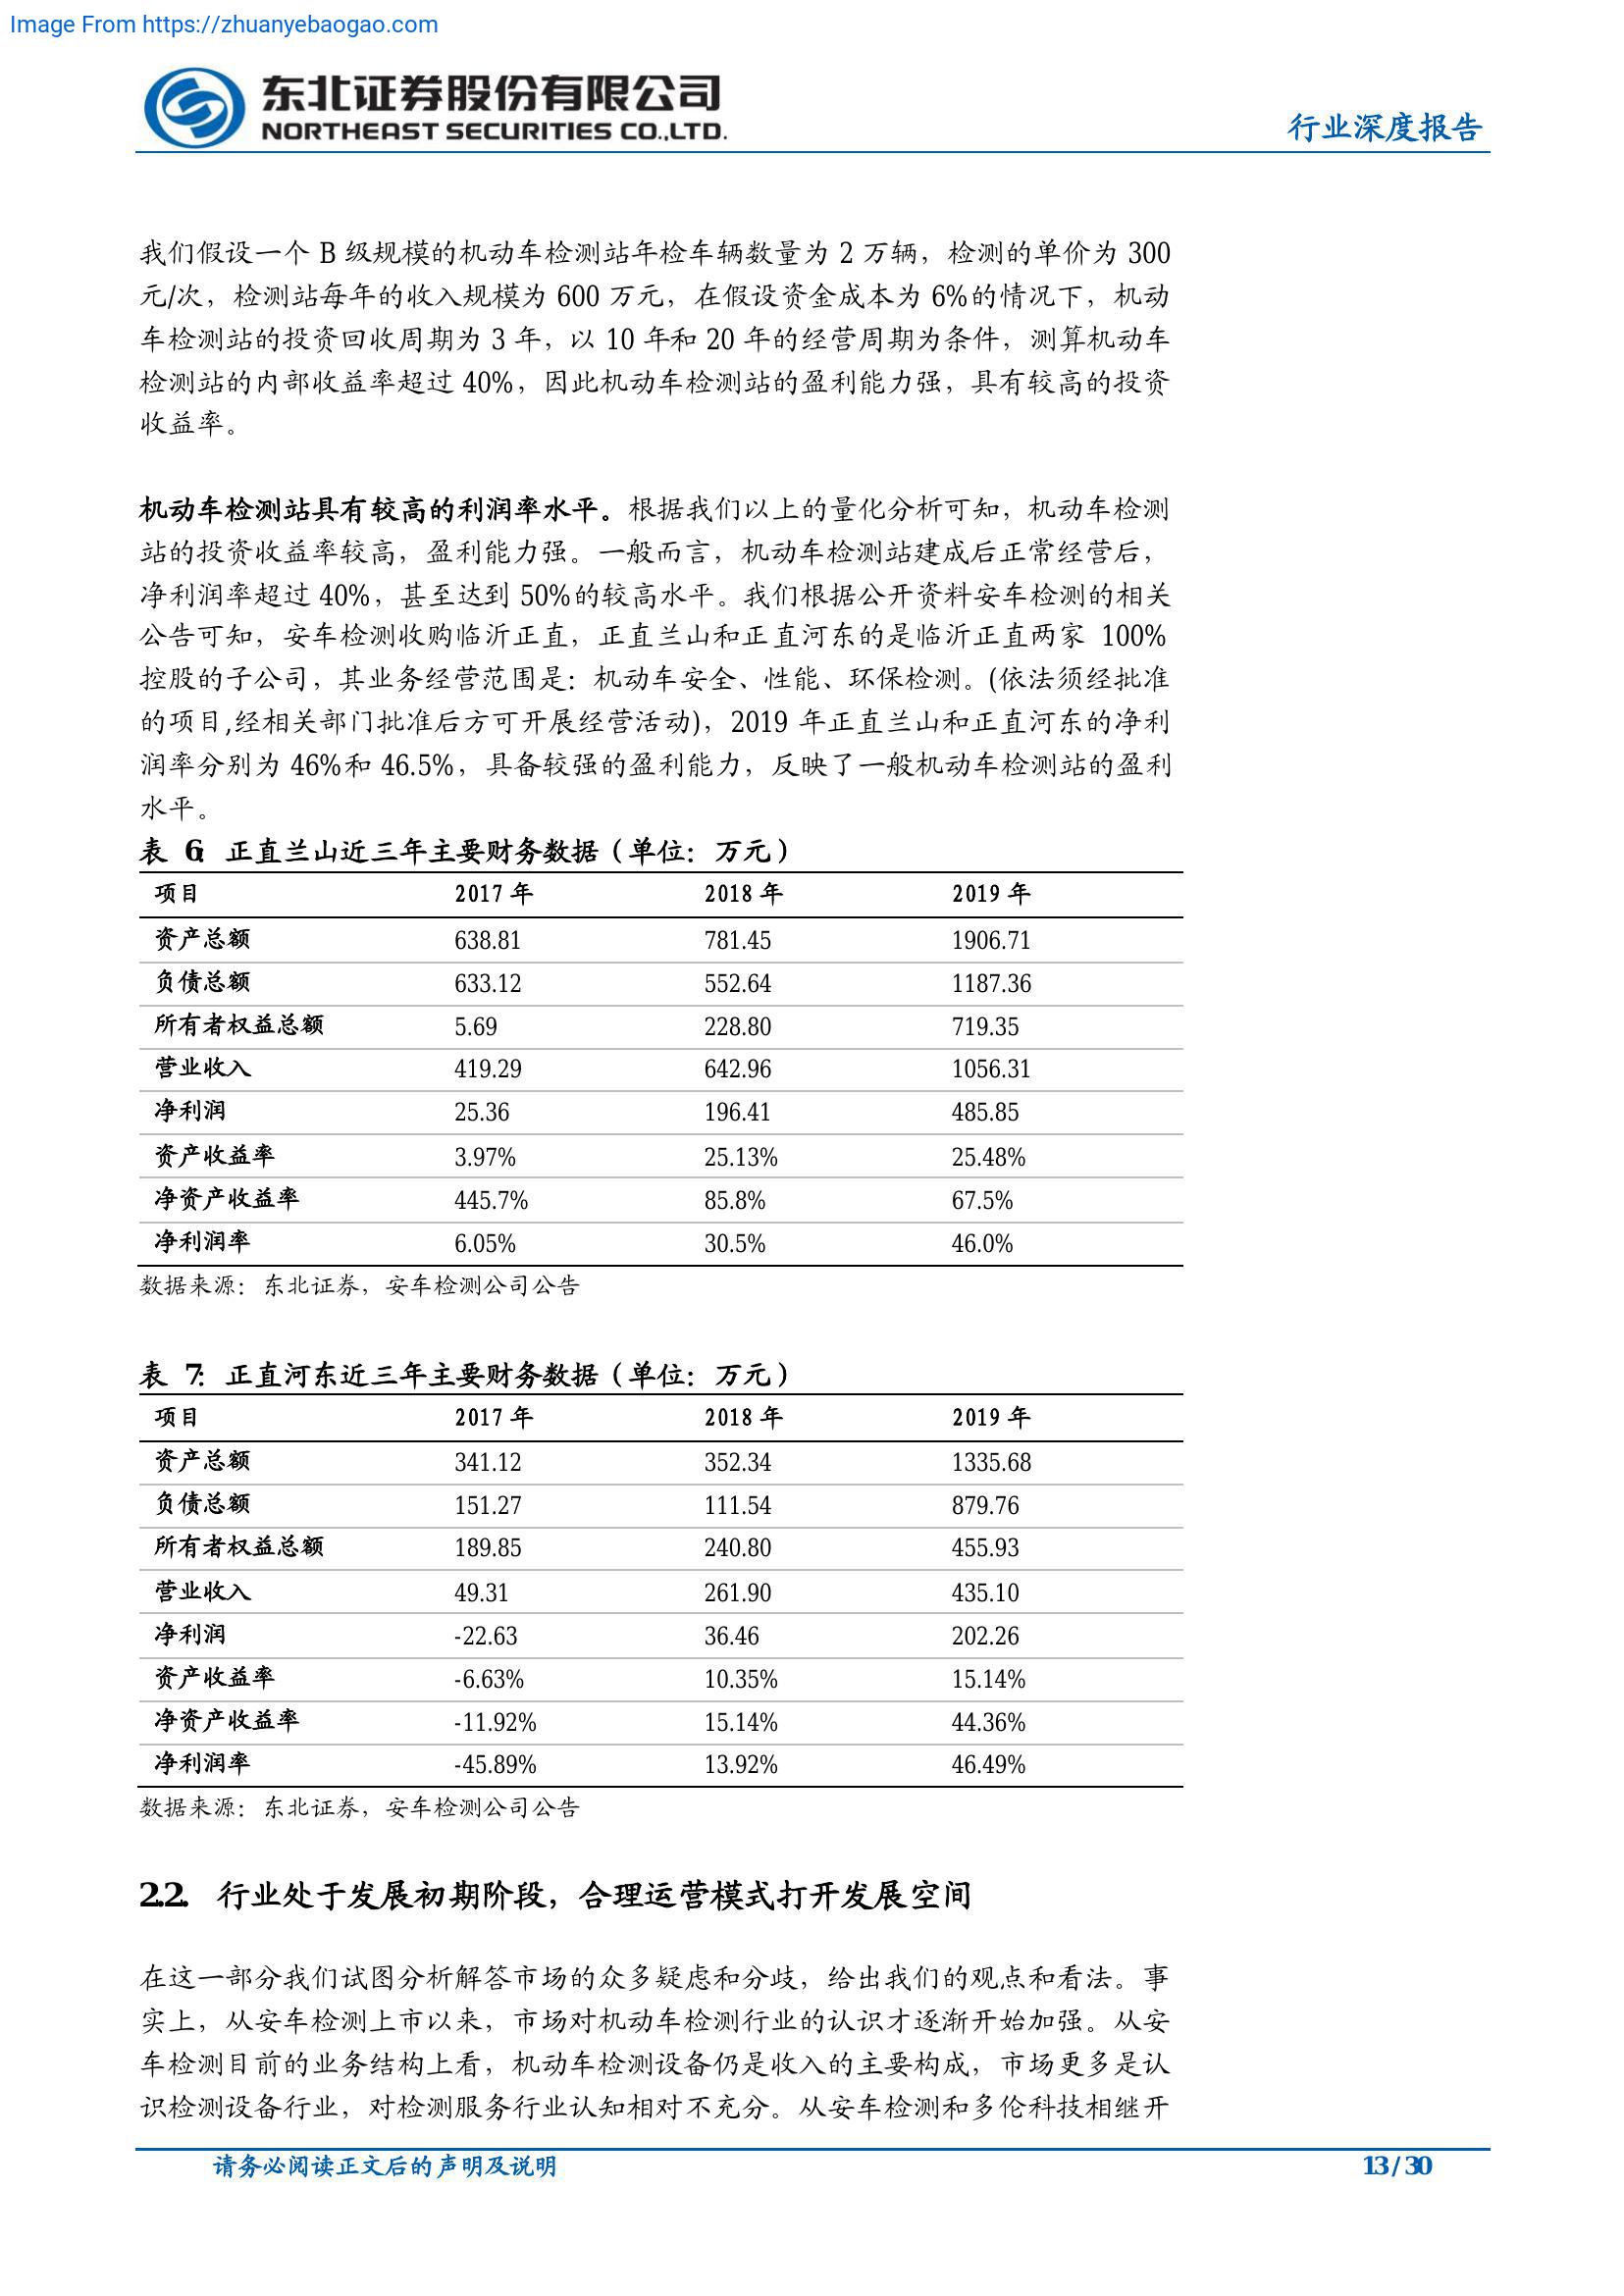 Image From https://zhuanyebaogao.com
东北证券股份有限公司
NORTHEAST SECURITIES CO.,LTD.
行业深度报告
我们假设一个 B 级规模的机动车检测站年检车辆数量为 2 万辆，检测的单价为 300
元/次，检测站每年的收入规模为 600 万元，在假设资金成本为 6%的情况下，机动
车检测站的投资回收周期为 3 年，以 10 年和 20 年的经营周期为条件，测算机动车
检测站的内部收益率超过 40%，因此机动车检测站的盈利能力强，具有较高的投资
收益率。
机动车检测站具有较高的利润率水平。根据我们以上的量化分析可知，机动车检测
站的投资收益率较高，盈利能力强。一般而言，机动车检测站建成后正常经营后，
净利润率超过 40%，甚至达到 50%的较高水平。我们根据公开资料安车检测的相关
公告可知，安车检测收购临沂正直，正直兰山和正直河东的是临沂正直两家 100%
控股的子公司，其业务经营范围是：机动车安全、性能、环保检测。(依法须经批准
的项目,经相关部门批准后方可开展经营活动)，2019 年正直兰山和正直河东的净利
润率分别为 46%和 46.5%，具备较强的盈利能力，反映了一般机动车检测站的盈利
水平。
表 6：正直兰山近三年主要财务数据（单位：万元）
项目 2017 年 2018 年 2019 年
资产总额 638.81 781.45 1906.71
负债总额 633.12 552.64 1187.36
所有者权益总额 5.69 228.80 719.35
营业收入 419.29 642.96 1056.31
净利润 25.36 196.41 485.85
资产收益率 3.97% 25.13% 25.48%
净资产收益率 445.7% 85.8% 67.5%
净利润率 6.05% 30.5% 46.0%
数据来源：东北证券，安车检测公司公告
表 7：正直河东近三年主要财务数据（单位：万元）
项目 2017 年 2018 年 2019 年
资产总额 341.12 352.34 1335.68
负债总额 151.27 111.54 879.76
所有者权益总额 189.85 240.80 455.93
营业收入 49.31 261.90 435.10
净利润 -22.63 36.46 202.26
资产收益率 -6.63% 10.35% 15.14%
净资产收益率 -11.92% 15.14% 44.36%
净利润率 -45.89% 13.92% 46.49%
数据来源：东北证券，安车检测公司公告
2.2. 行业处于发展初期阶段，合理运营模式打开发展空间
在这一部分我们试图分析解答市场的众多疑虑和分歧，给出我们的观点和看法。事
实上，从安车检测上市以来，市场对机动车检测行业的认识才逐渐开始加强。从安
车检测目前的业务结构上看，机动车检测设备仍是收入的主要构成，市场更多是认
识检测设备行业，对检测服务行业认知相对不充分。从安车检测和多伦科技相继开
请务必阅读正文后的声明及说明
13 / 30